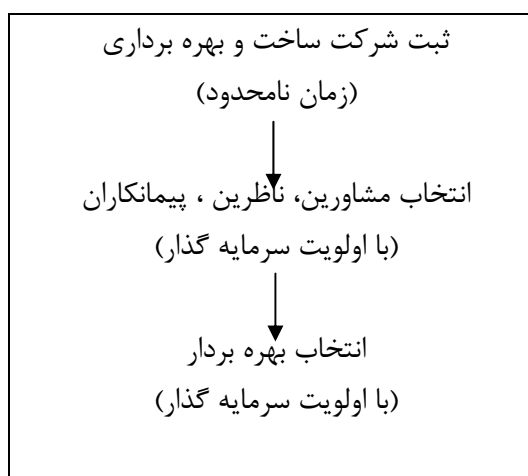 ثبت شرکت ساخت و بهره برداری
(زمان نامحدود)
انتخاب مشاورین، ناظرین ، پیمانکاران
(با اولویت سرمایه گذار)
انتخاب بهره بردار
(با اولویت سرمایه گذار)